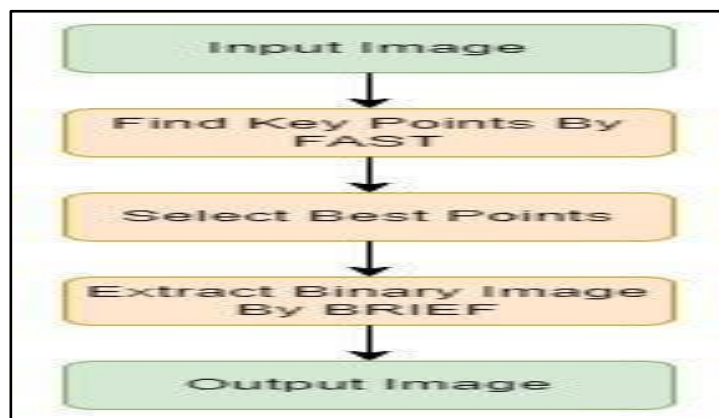 Input Image
Find Key Points By
FAST
Select Best Points
Extract Binary Image
By BRIEF
Output Image